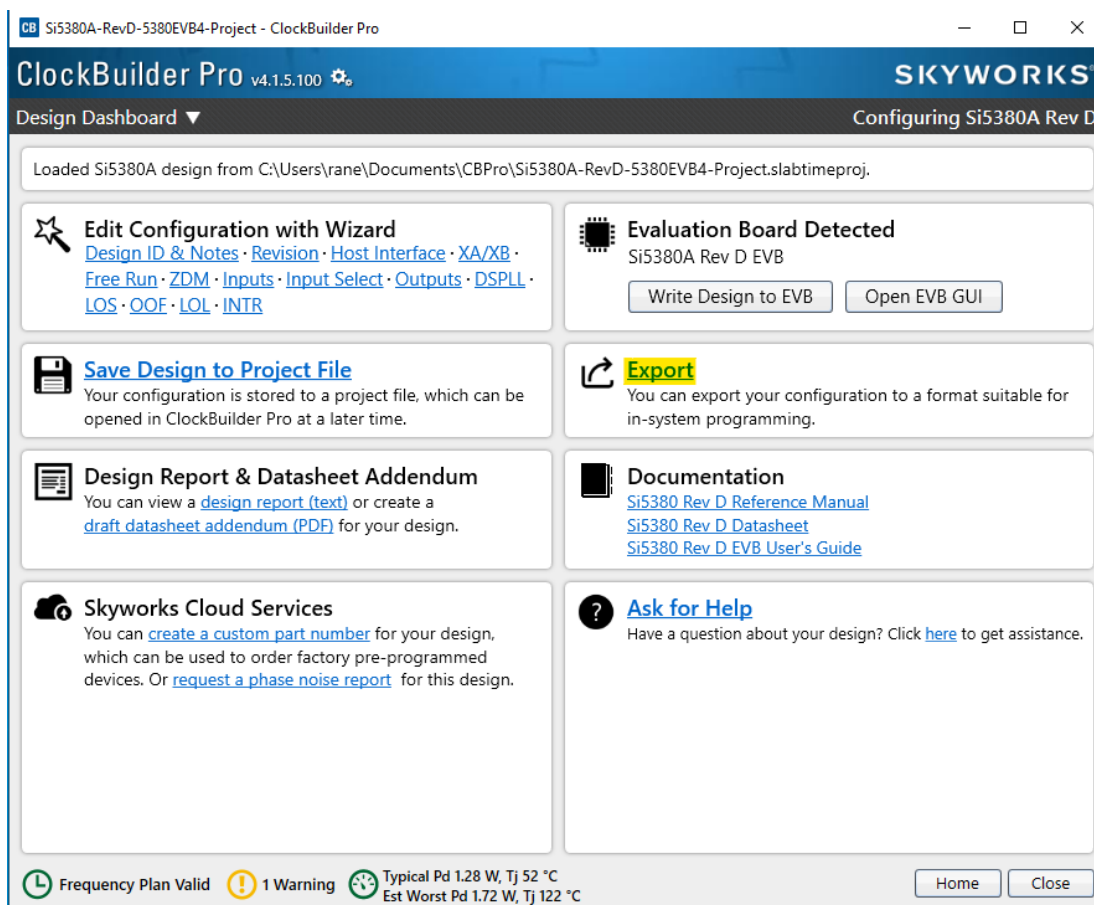 CB Si5380A-RevD-5380EVB4-Project - ClockBuilder Pro
ClockBuilder Pro v4.1.5.100
SKYWORKS
Design Dashboard ▼
Configuring Si5380A Rev D
Loaded Si5380A design from C:\Users\rane\Documents\CBPro\Si5380A-RevD-5380EVB4-Project.slabtimeproj.
Edit Configuration with Wizard
Design ID & Notes · Revision · Host Interface · XA/XB ·
Free Run · ZDM · Inputs · Input Select · Outputs · DSPLL ·
LOS · OOF · LOL · INTR
Evaluation Board Detected
Si5380A Rev D EVB
Write Design to EVB
Open EVB GUI
Save Design to Project File
Your configuration is stored to a project file, which can be
opened in ClockBuilder Pro at a later time.
Export
You can export your configuration to a format suitable for
in-system programming.
Design Report & Datasheet Addendum
You can view a design report (text) or create a
draft datasheet addendum (PDF) for your design.
Documentation
Si5380 Rev D Reference Manual
Si5380 Rev D Datasheet
Si5380 Rev D EVB User's Guide
Skyworks Cloud Services
You can create a custom part number for your design,
which can be used to order factory pre-programmed
devices. Or request a phase noise report for this design.
?
Ask for Help
Have a question about your design? Click here to get assistance.
Frequency Plan Valid
1 Warning
Typical Pd 1.28 W, Tj 52 °C
Est Worst Pd 1.72 W, Tj 122 °C
Home
Close